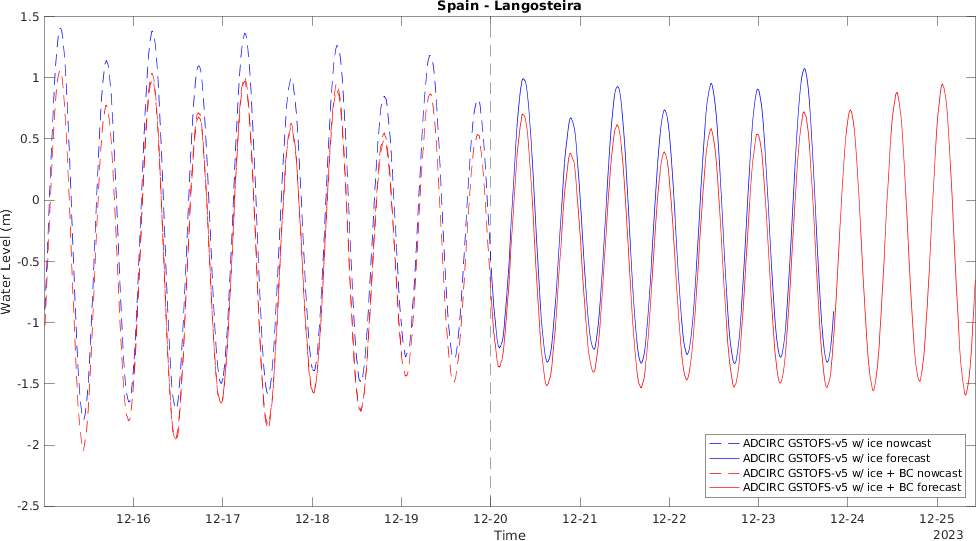 Spain - Langosteira
1.5
1
0.5
0
-0.5
-1
-1.5
-2
-2.5
Water Level (m)
12-16 12-17 12-18 12-19 12-20 12-21 12-22 12-23 12-24 12-25
Time
2023
ADCIRC GSTOFS-v5 w/ ice nowcast
ADCIRC GSTOFS-v5 w/ ice forecast
ADCIRC GSTOFS-v5 w/ ice + BC nowcast
ADCIRC GSTOFS-v5 w/ ice + BC forecast